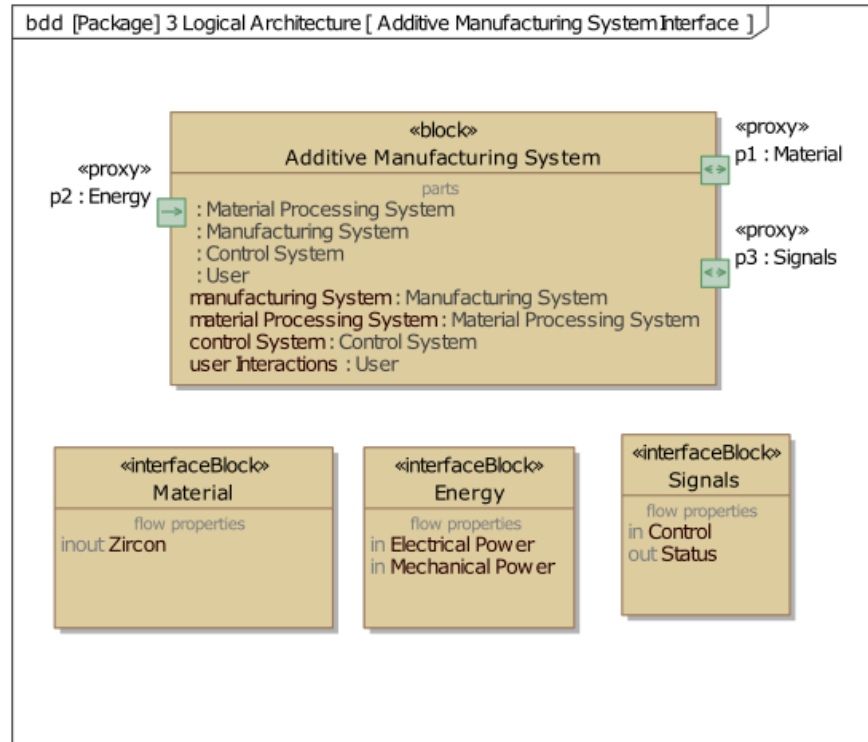 bdd [Package] 3 Logical Architecture [ Additive Manufacturing System Interface ]
«block»
Additive Manufacturing System
parts
: Material Processing System
: Manufacturing System
: Control System
: User
manufacturing System : Manufacturing System
material Processing System : Material Processing System
control System : Control System
user Interactions : User
«proxy»
p2 : Energy
«proxy»
p1 : Material
«proxy»
p3 : Signals
«interfaceBlock»
Material
flow properties
inout Zircon
«interfaceBlock»
Energy
flow properties
in Electrical Power
in Mechanical Power
«interfaceBlock»
Signals
flow properties
in Control
out Status